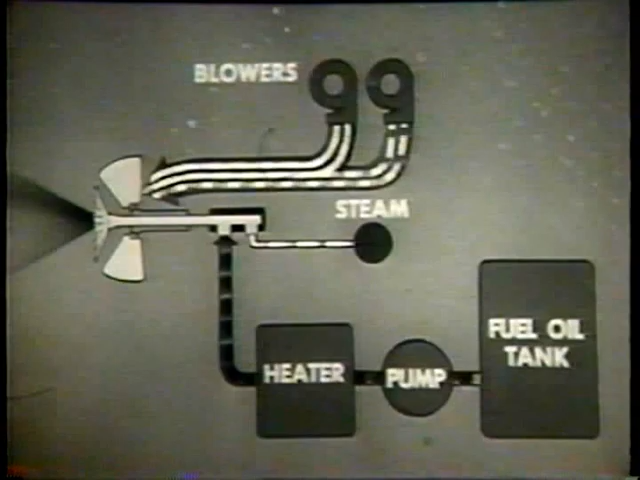 BLOWERS
STEAM
FUEL OIL
TANK
HEATER
PUMP